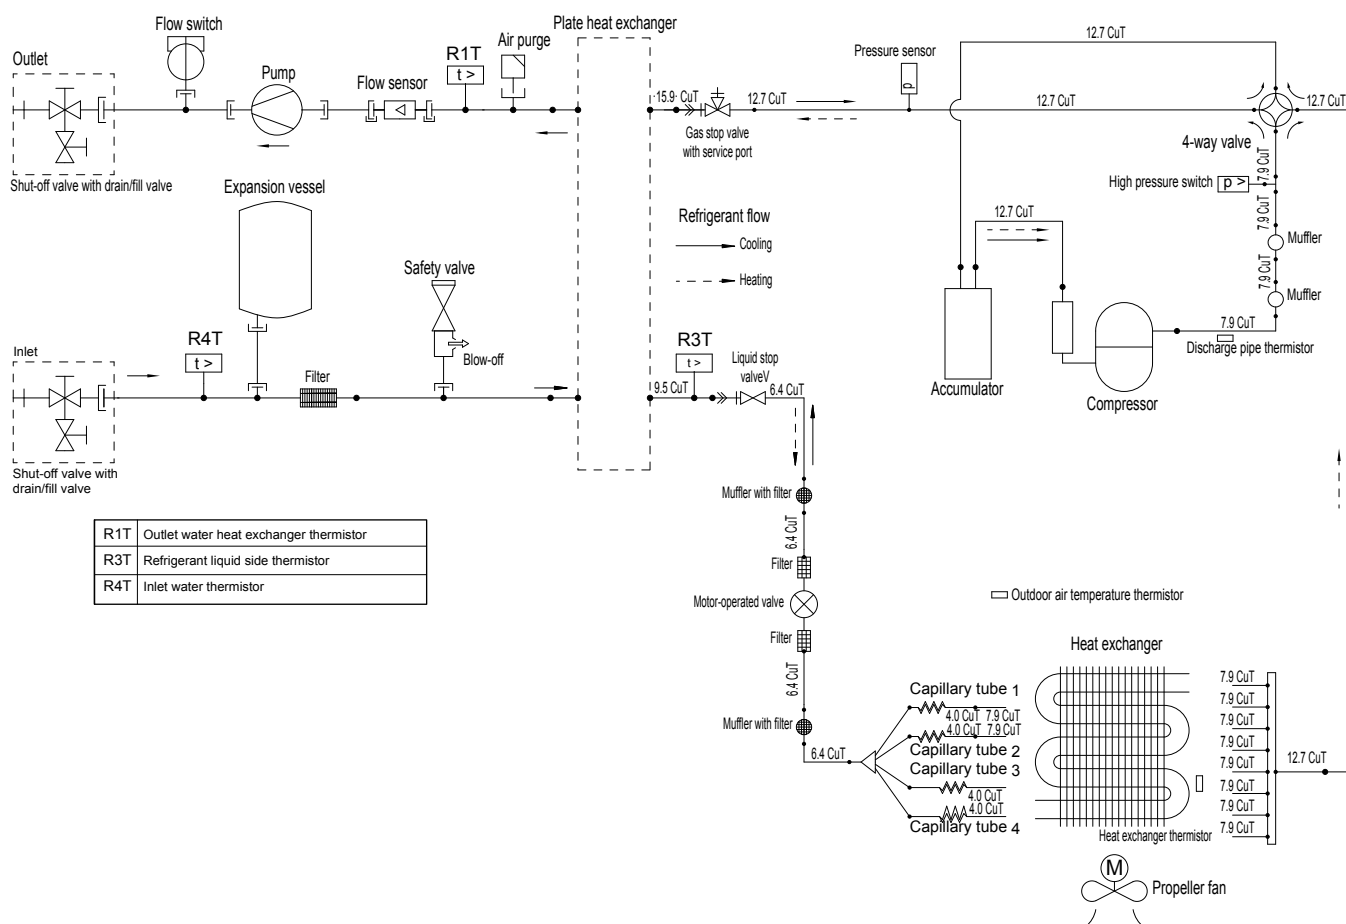 Flow switch
Outlet
Pump
Flow sensor
R1T
t >
Air purge
Plate heat exchanger
Shut-off valve with drain/fill valve
15.9 CuT
12.7 CuT
Gas stop valve
with service port
Pressure sensor
p
12.7 CuT
12.7 CuT
12.7 CuT
4-way valve
7.9 CuT
High pressure switch
p >
7.9 CuT
Muffler
7.9 CuT
Muffler
7.9 CuT
Discharge pipe thermistor
12.7 CuT
Accumulator
Compressor
Refrigerant flow
Cooling
Heating
Expansion vessel
Safety valve
Blow-off
Inlet
R4T
t >
Filter
Shut-off valve with
drain/fill valve
R3T
t >
9.5 CuT
Liquid stop
valveV
6.4 CuT
Muffler with filter
6.4 CuT
Filter
Motor-operated valve
Filter
6.4 CuT
Muffler with filter
6.4 CuT
R1T Outlet water heat exchanger thermistor
R3T Refrigerant liquid side thermistor
R4T Inlet water thermistor
Outdoor air temperature thermistor
Heat exchanger
Capillary tube 1
4.0 CuT 7.9 CuT
4.0 CuT 7.9 CuT
Capillary tube 2
Capillary tube 3
4.0 CuT
4.0 CuT
Capillary tube 4
Heat exchanger thermistor
7.9 CuT
7.9 CuT
7.9 CuT
7.9 CuT
7.9 CuT
7.9 CuT
7.9 CuT
7.9 CuT
12.7 CuT
M
Propeller fan